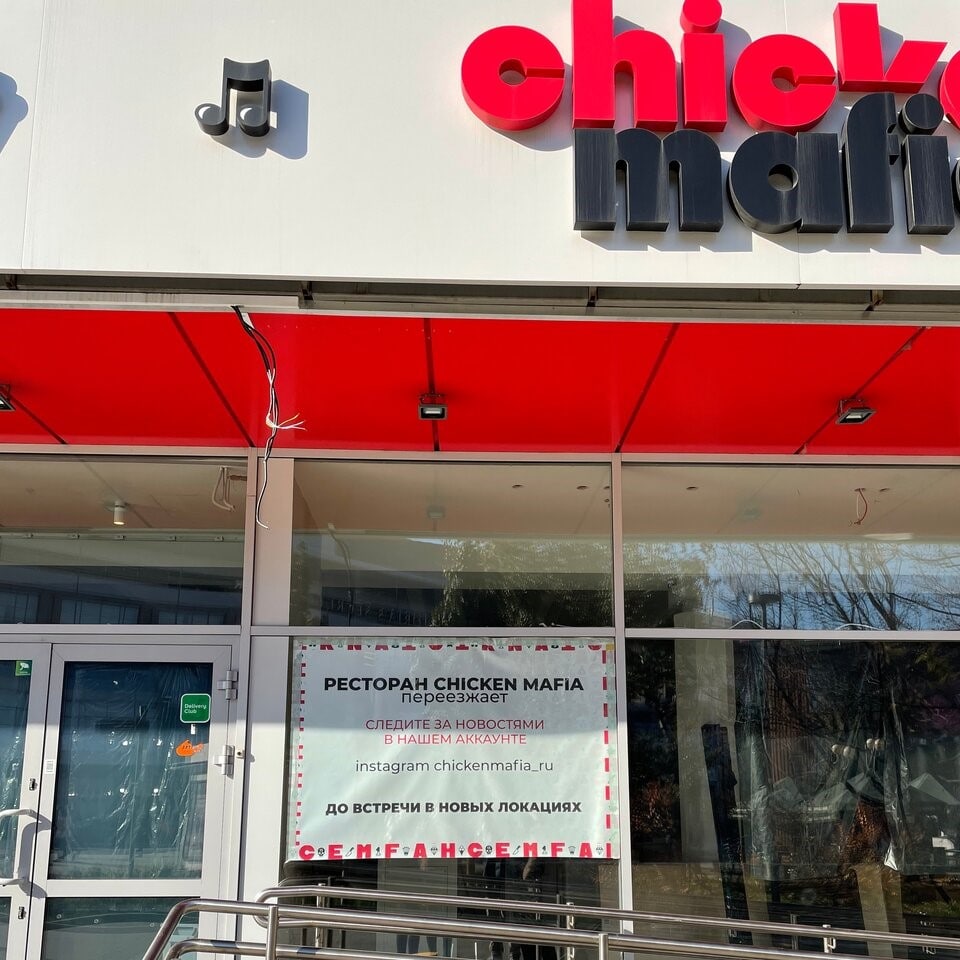 chick
mafi
РЕСТОРАН CHICKEN MAFIA
переезжает
СЛЕДИТЕ ЗА НОВОСТЯМИ
В НАШЕМ АККАУНТЕ
instagram chickenmafia_ru
ДО ВСТРЕЧИ В НОВЫХ ЛОКАЦИЯХ
Delivery
Club